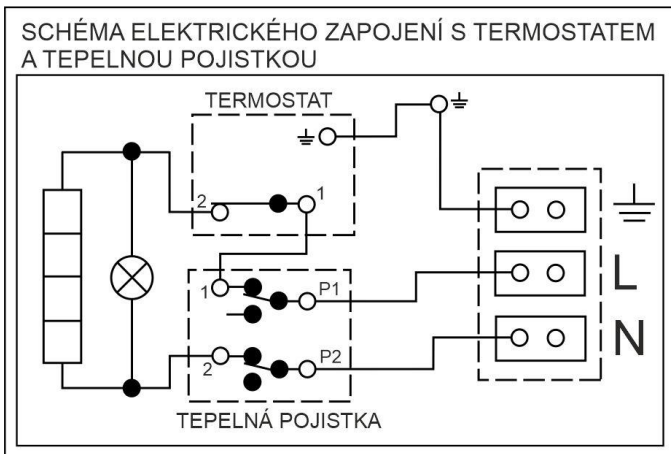 SCHÉMA ELEKTRICKÉHO ZAPOJENÍ S TERMOSTATEM
A TEPELNOU POJISTKOU
TERMOSTAT
2
1
1
P1
L
2
P2
N
TEPELNÁ POJISTKA